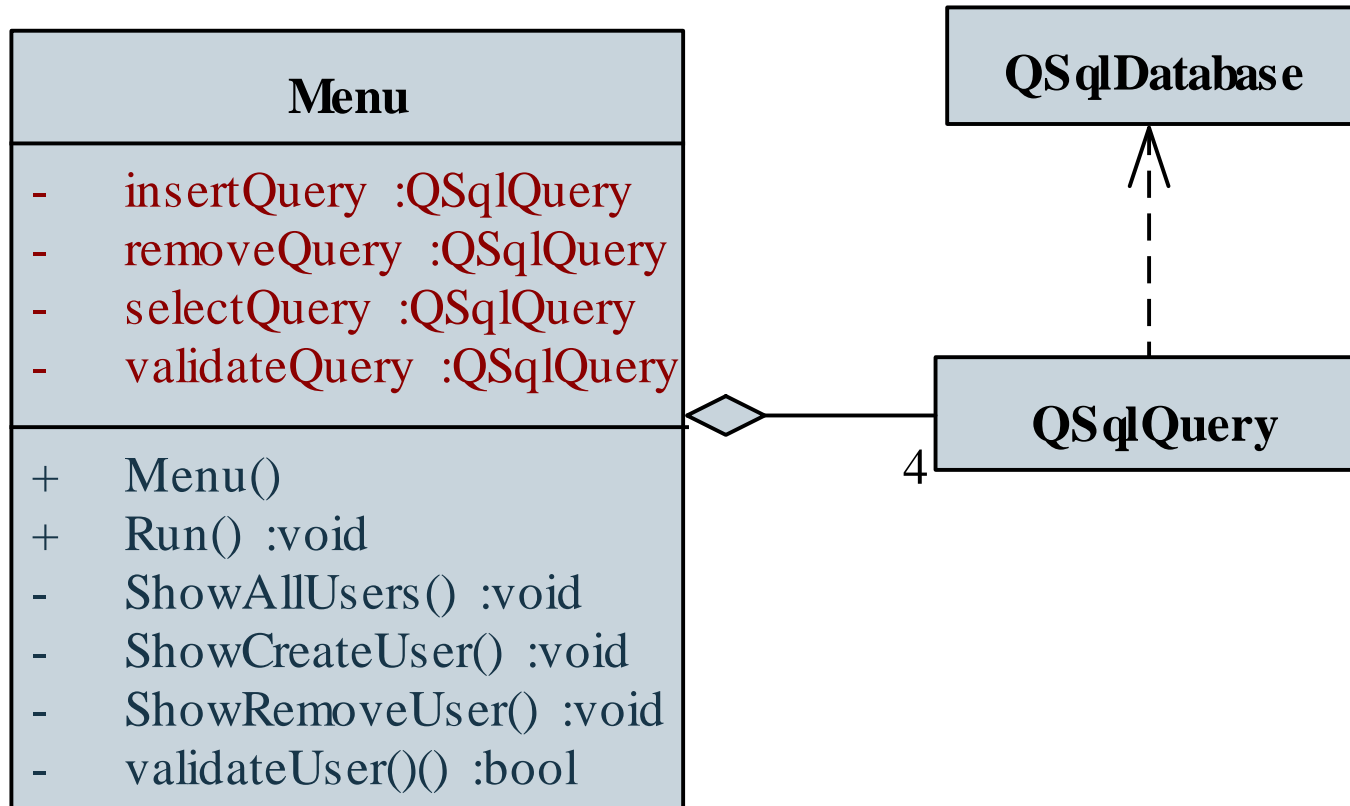 Menu
- insertQuery :QSqlQuery
- removeQuery :QSqlQuery
- selectQuery :QSqlQuery
- validateQuery :QSqlQuery
+ Menu()
+ Run() :void
- ShowAllUsers() :void
- ShowCreateUser() :void
- ShowRemoveUser() :void
- validateUser()() :bool
QSqlDatabase
QSqlQuery
4